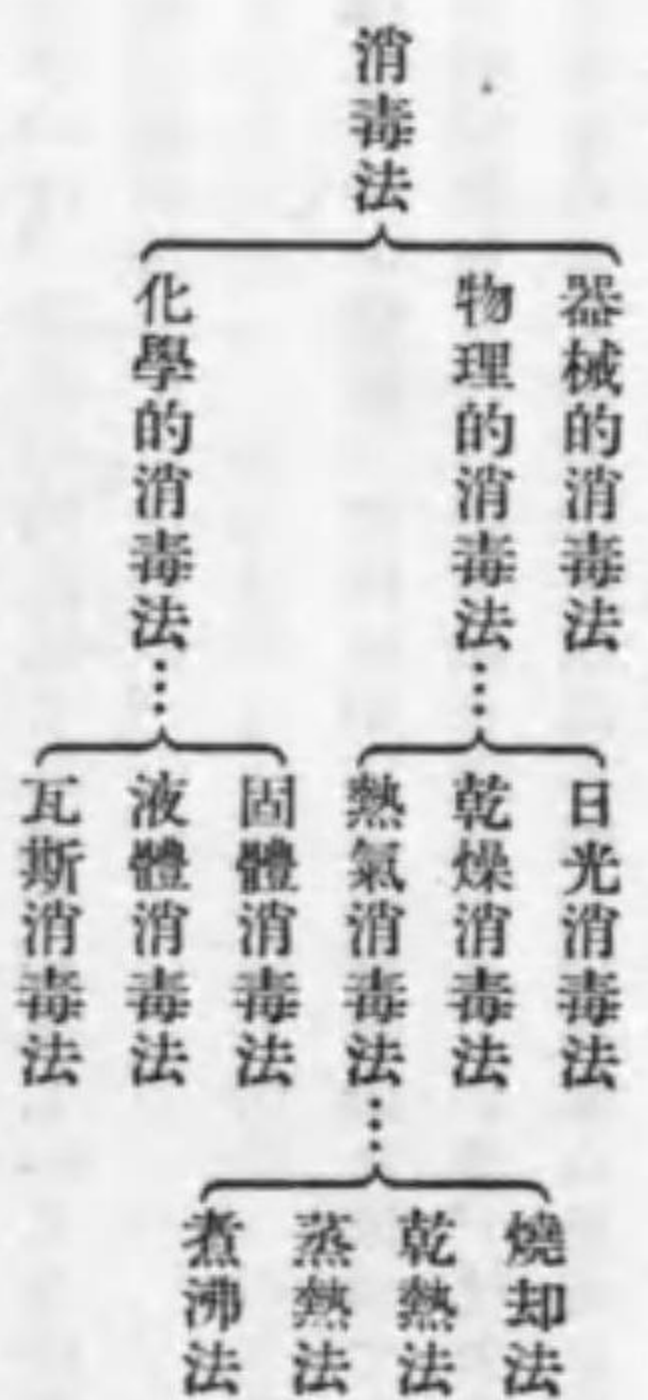 消毒法
器械的消毒法
物理的消毒法…
日光消毒法
乾燥消毒法
熱氣消毒法…
燒却法
乾熱法
蒸熱法
煮沸法
化學的消毒法…
固體消毒法
液體消毒法
瓦斯消毒法